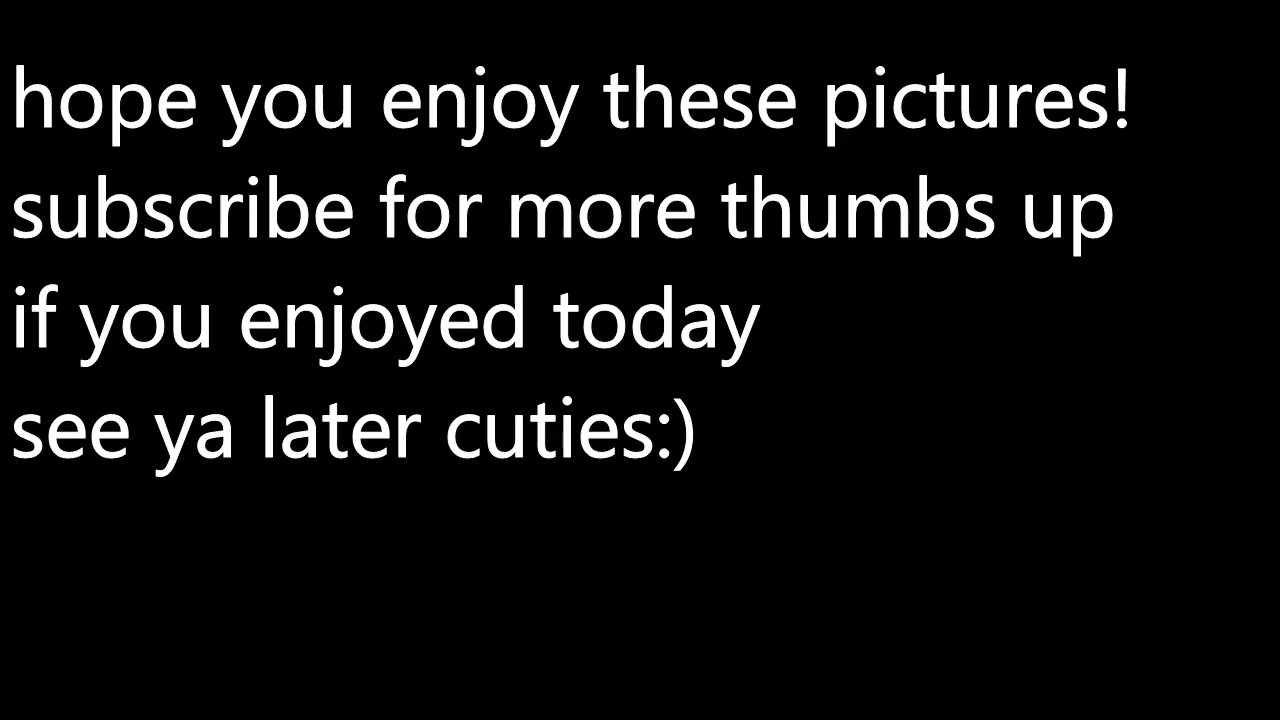 hope you enjoy these pictures!
subscribe for more thumbs up
if you enjoyed today
see ya later cuties:)